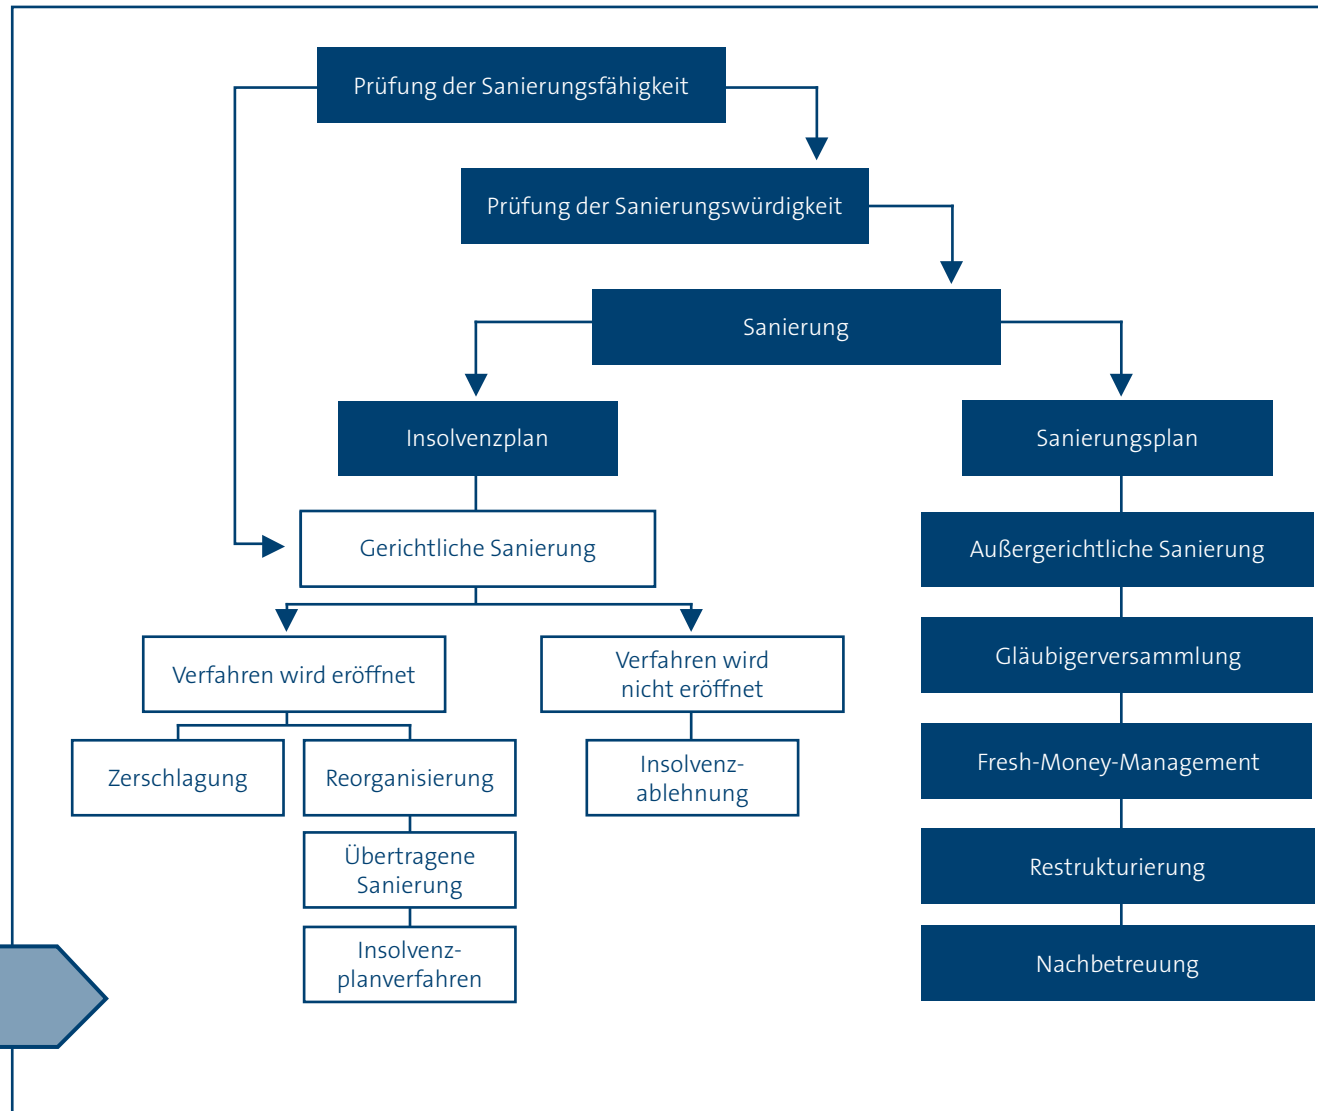 Prüfung der Sanierungsfähigkeit
Prüfung der Sanierungswürdigkeit
Sanierung
Insolvenzplan
Sanierungsplan
Gerichtliche Sanierung
Außergerichtliche Sanierung
Verfahren wird eröffnet
Verfahren wird
nicht eröffnet
Gläubigerversammlung
Zerschlagung
Reorganisierung
Insolvenz-
ablehnung
Fresh-Money-Management
Übertragene
Sanierung
Restrukturierung
Insolvenz-
planverfahren
Nachbetreuung